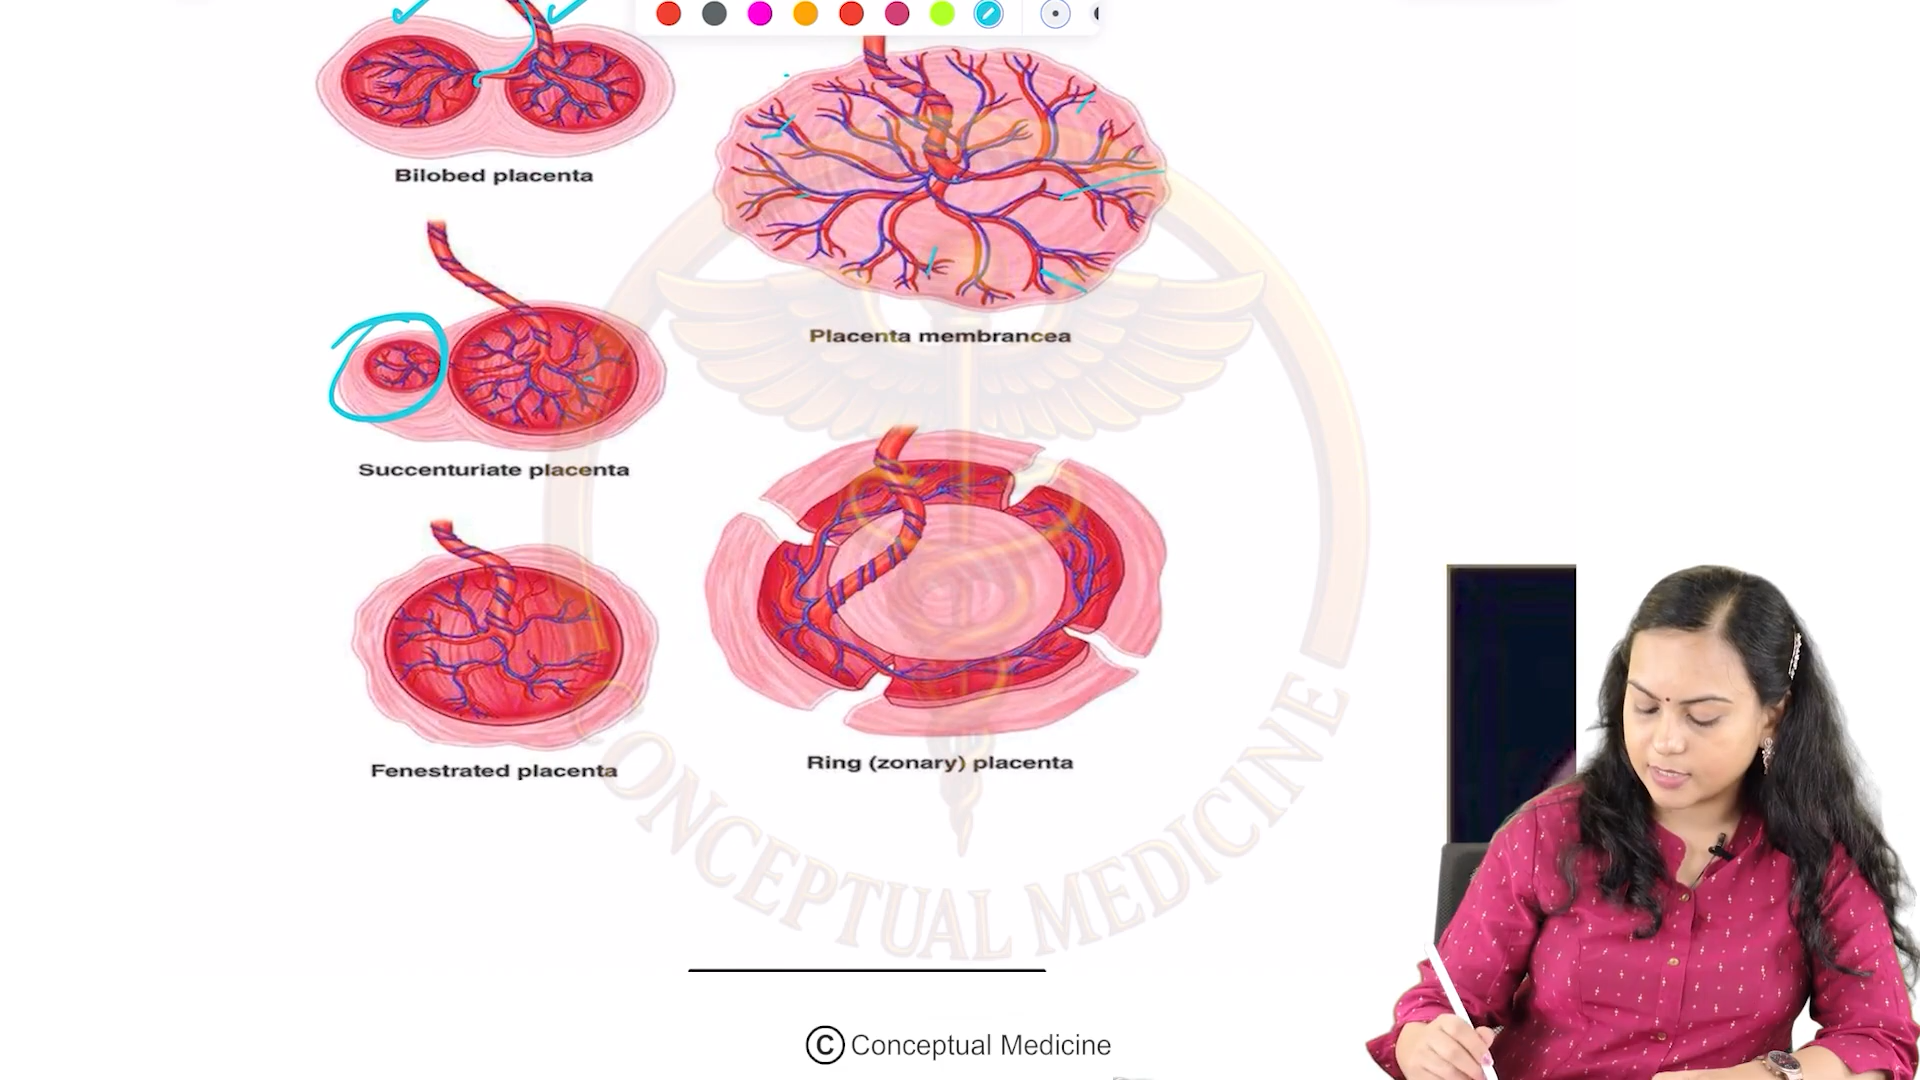 Bilobed placenta
Succenturiate placenta
Fenestrated placenta
Placenta membrancea
Ring (zonary) placenta
CONCEPTUAL MEDICINE
© Conceptual Medicine